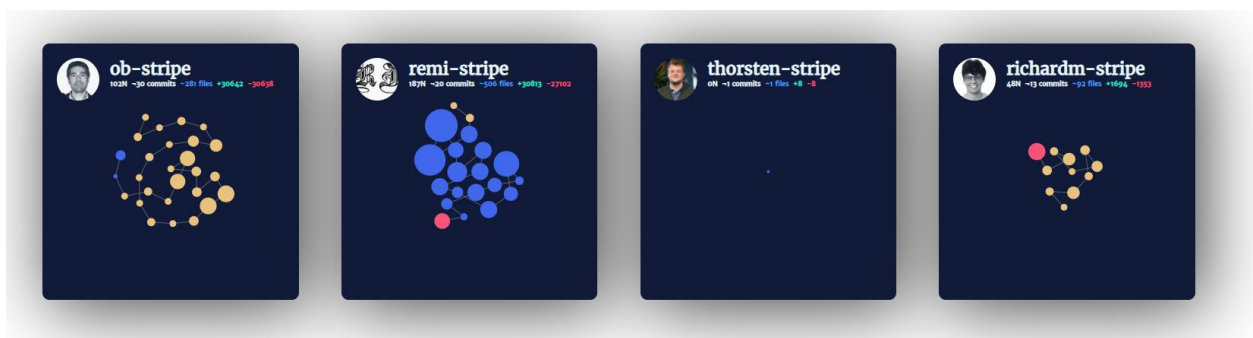 ob-stripe
102N ¬30 commits ~281 files +30642 -30638
remi-stripe
187N ¬20 commits ~506 files +30813 -27102
thorsten-stripe
0N ¬1 commits ~1 files +8 -8
richardm-stripe
48N ¬13 commits ~92 files +1694 -1353